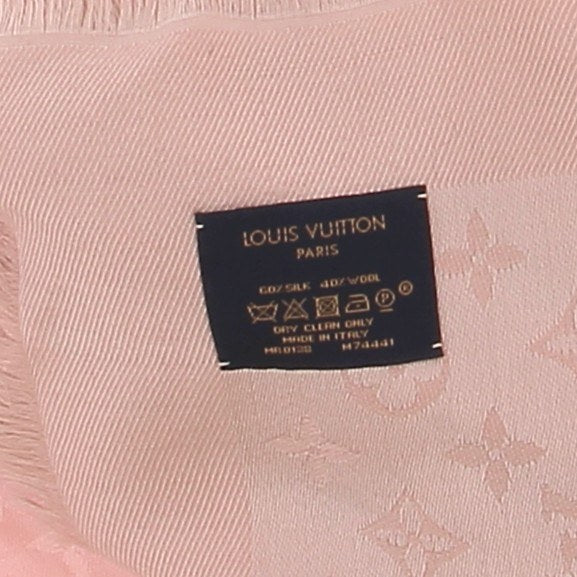 LOUIS VUITTON
PARIS
60% SILK 40% WOOL
P
DRY CLEAN ONLY
MADE IN ITALY
M74441